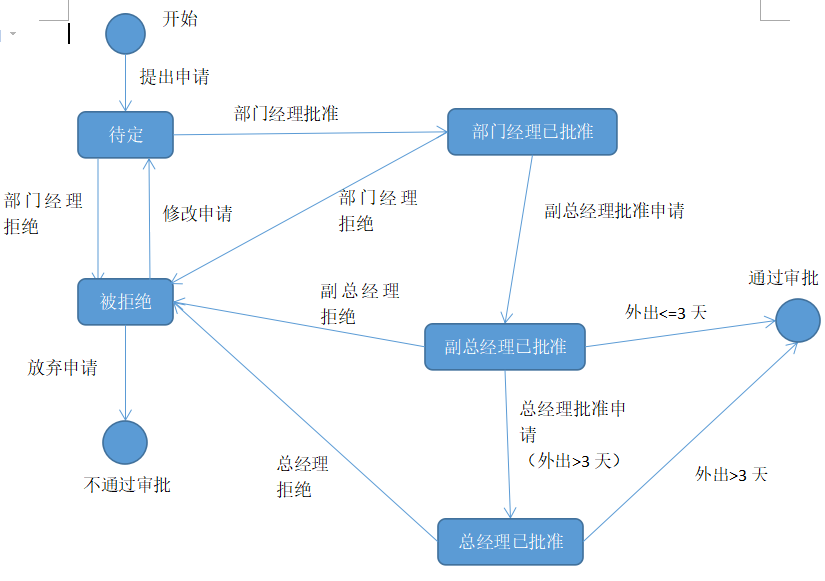 开始
提出申请
部门经理批准
待定
部门经理已批准
部门经理
拒绝
修改申请
部门经理
拒绝
副总经理批准申请
通过审批
被拒绝
副总经理
拒绝
外出<=3 天
副总经理已批准
放弃申请
总经理批准申
请
（外出>3 天）
总经理
拒绝
外出>3 天
不通过审批
总经理已批准